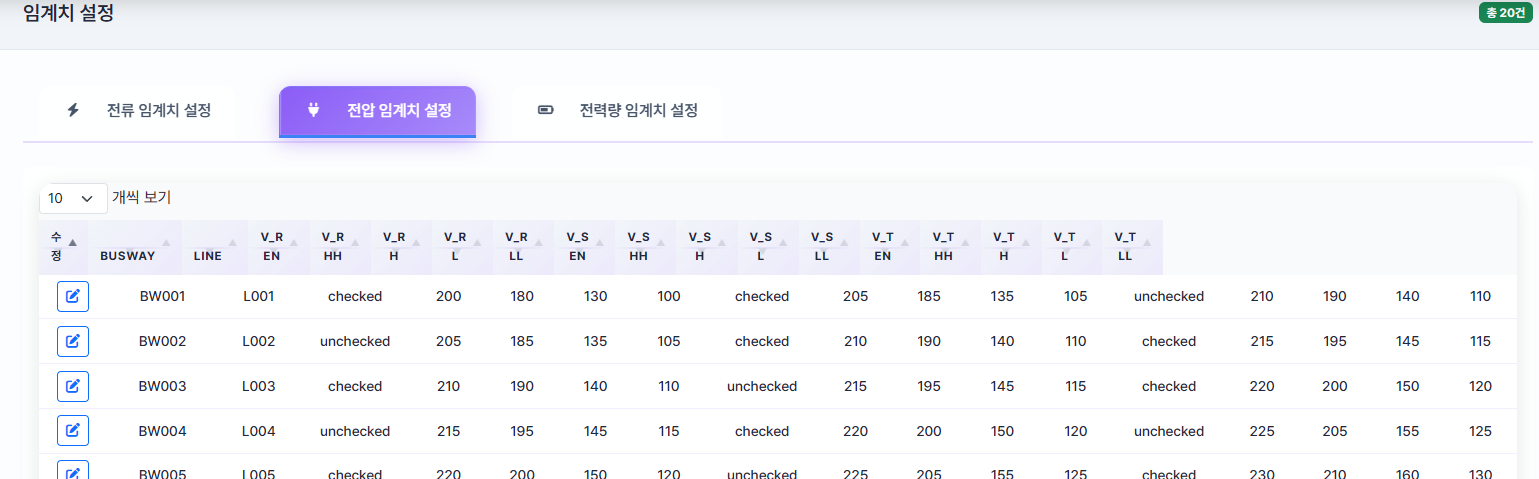 임계치 설정
총 20건
전류 임계치 설정 전압 임계치 설정 전력량 임계치 설정
10 개씩 보기
수정 BUSWAY LINE V_R EN V_R HH V_R H V_R L V_R LL V_S EN V_S HH V_S H V_S L V_S LL V_T EN V_T HH V_T H V_T L V_T LL
BW001 L001 checked 200 180 130 100 checked 205 185 135 105 unchecked 210 190 140 110
BW002 L002 unchecked 205 185 135 105 checked 210 190 140 110 checked 215 195 145 115
BW003 L003 checked 210 190 140 110 unchecked 215 195 145 115 checked 220 200 150 120
BW004 L004 unchecked 215 195 145 115 checked 220 200 150 120 unchecked 225 205 155 125
BW005 L005 checked 220 200 150 120 unchecked 225 205 155 125 checked 230 210 160 130